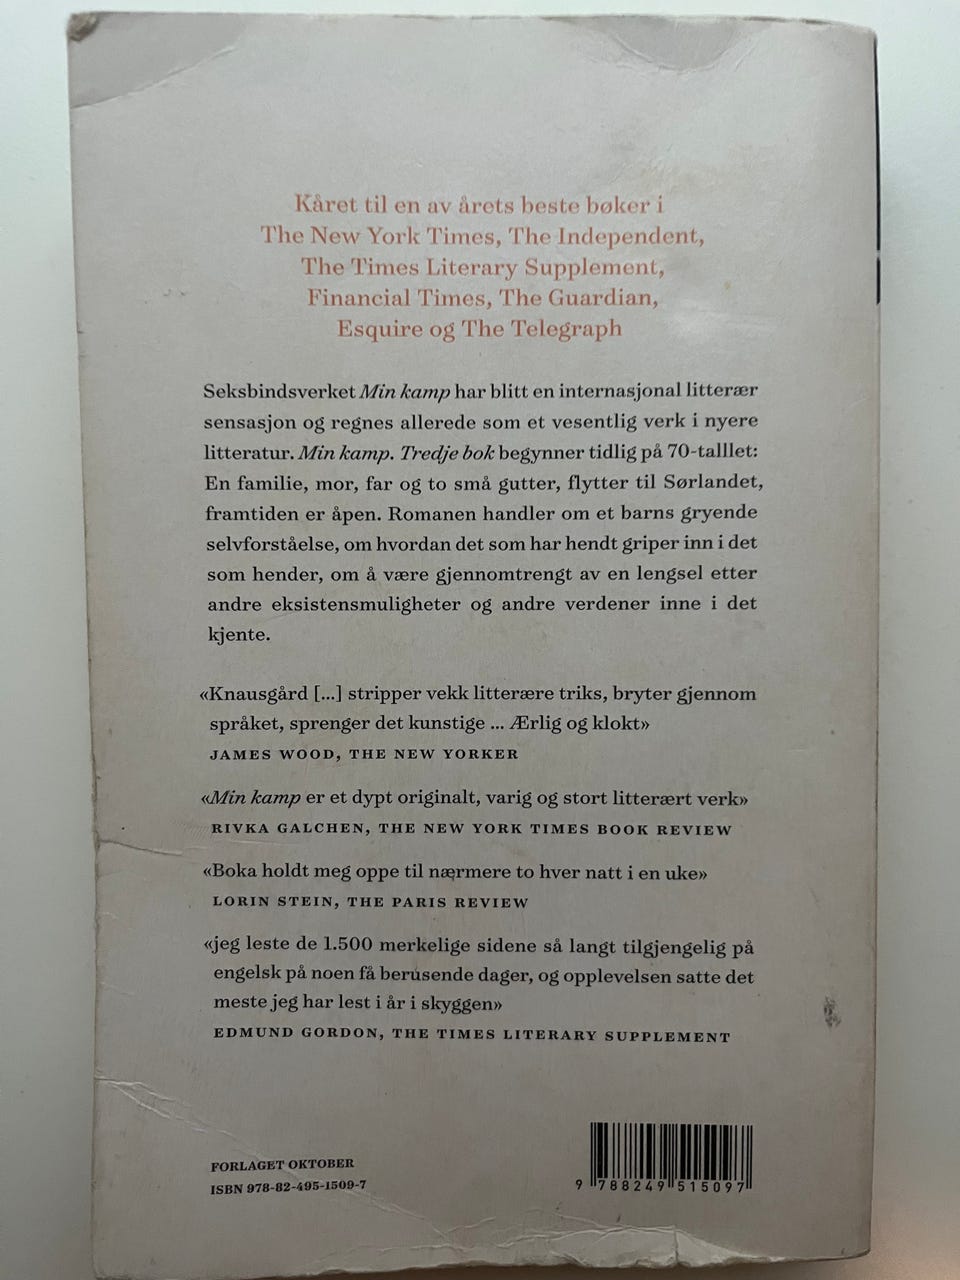 Kåret til en av årets beste bøker i
The New York Times, The Independent,
The Times Literary Supplement,
Financial Times, The Guardian,
Esquire og The Telegraph
Seksbindsverket Min kamp har blitt en internasjonal litterær
sensasjon og regnes allerede som et vesentlig verk i nyere
litteratur. Min kamp. Tredje bok begynner tidlig på 70-talllet:
En familie, mor, far og to små gutter, flytter til Sørlandet,
framtiden er åpen. Romanen handler om et barns gryende
selvforståelse, om hvordan det som har hendt griper inn i det
som hender, om å være gjennomtrengt av en lengsel etter
andre eksistensmuligheter og andre verdener inne i det
kjente.
«Knausgård [...] stripper vekk litterære triks, bryter gjennom
språket, sprenger det kunstige ... Ærlig og klokt»
JAMES WOOD, THE NEW YORKER
«Min kamp er et dypt originalt, varig og stort litterært verk»
RIVKA GALCHEN, THE NEW YORK TIMES BOOK REVIEW
«Boka holdt meg oppe til nærmere to hver natt i en uke»
LORIN STEIN, THE PARIS REVIEW
«jeg leste de 1.500 merkelige sidene så langt tilgjengelig på
engelsk på noen få berusende dager, og opplevelsen satte det
meste jeg har lest i år i skyggen»
EDMUND GORDON, THE TIMES LITERARY SUPPLEMENT
FORLAGET OKTOBER
ISBN 978-82-495-1509-7
9 788249 515097